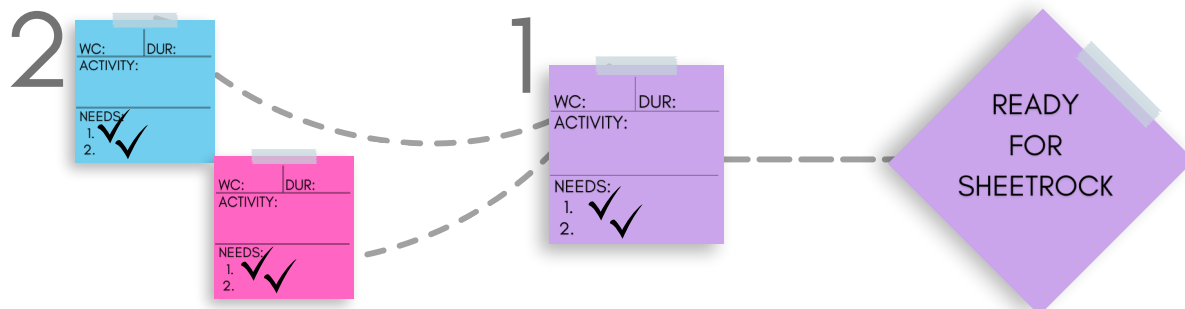 2
WC: DUR:
ACTIVITY:
NEEDS:
1.
2.
WC: DUR:
ACTIVITY:
NEEDS:
1.
2.
1
WC: DUR:
ACTIVITY:
NEEDS:
1.
2.
READY
FOR
SHEETROCK